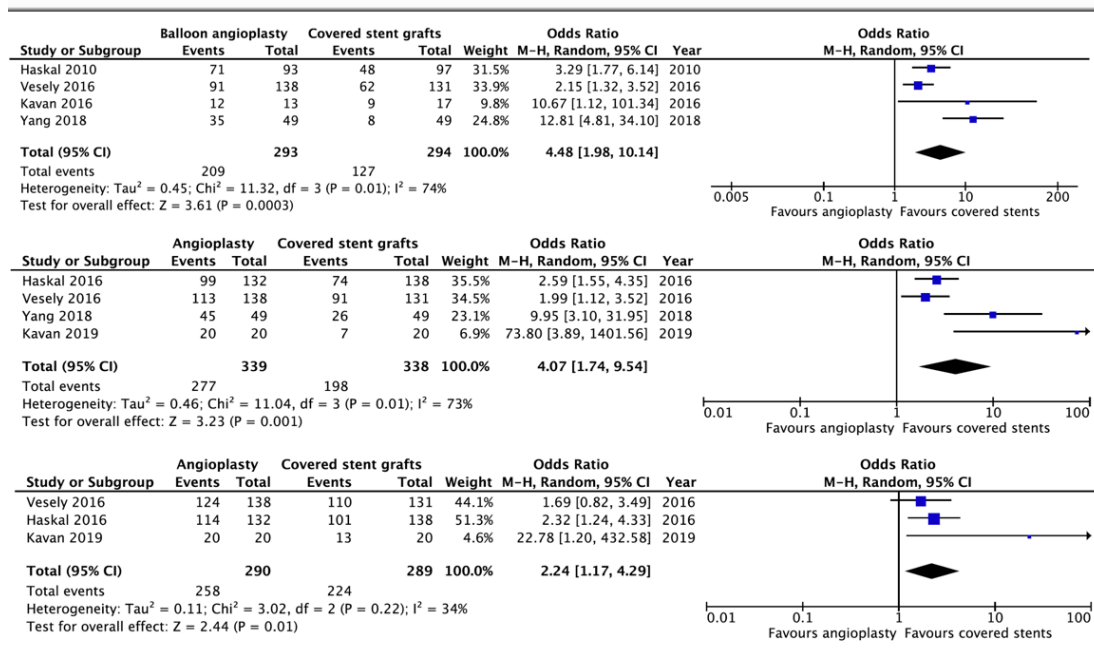 Balloon angioplasty Covered stent grafts Odds Ratio Odds Ratio
Study or Subgroup Events Total Events Total Weight M-H, Random, 95% CI Year M-H, Random, 95% CI
Haskal 2010 71 93 48 97 31.5% 3.29 [1.77, 6.14] 2010
Vesely 2016 91 138 62 131 33.9% 2.15 [1.32, 3.52] 2016
Kavan 2016 12 13 9 17 9.8% 10.67 [1.12, 101.34] 2016
Yang 2018 35 49 8 49 24.8% 12.81 [4.81, 34.10] 2018
Total (95% CI) 293 294 100.0% 4.48 [1.98, 10.14]
Total events 209 127
Heterogeneity: Tau² = 0.45; Chi² = 11.32, df = 3 (P = 0.01); I² = 74%
Test for overall effect: Z = 3.61 (P = 0.0003)
0.005 0.1 1 10 200
Favours angioplasty Favours covered stents
Angioplasty Covered stent grafts Odds Ratio Odds Ratio
Study or Subgroup Events Total Events Total Weight M-H, Random, 95% CI Year M-H, Random, 95% CI
Haskal 2016 99 132 74 138 35.5% 2.59 [1.55, 4.35] 2016
Vesely 2016 113 138 91 131 34.5% 1.99 [1.12, 3.52] 2016
Yang 2018 45 49 26 49 23.1% 9.95 [3.10, 31.95] 2018
Kavan 2019 20 20 7 20 6.9% 73.80 [3.89, 1401.56] 2019
Total (95% CI) 339 338 100.0% 4.07 [1.74, 9.54]
Total events 277 198
Heterogeneity: Tau² = 0.46; Chi² = 11.04, df = 3 (P = 0.01); I² = 73%
Test for overall effect: Z = 3.23 (P = 0.001)
0.01 0.1 1 10 100
Favours angioplasty Favours covered stents
Angioplasty Covered stent grafts Odds Ratio Odds Ratio
Study or Subgroup Events Total Events Total Weight M-H, Random, 95% CI Year M-H, Random, 95% CI
Vesely 2016 124 138 110 131 44.1% 1.69 [0.82, 3.49] 2016
Haskal 2016 114 132 101 138 51.3% 2.32 [1.24, 4.33] 2016
Kavan 2019 20 20 13 20 4.6% 22.78 [1.20, 432.58] 2019
Total (95% CI) 290 289 100.0% 2.24 [1.17, 4.29]
Total events 258 224
Heterogeneity: Tau² = 0.11; Chi² = 3.02, df = 2 (P = 0.22); I² = 34%
Test for overall effect: Z = 2.44 (P = 0.01)
0.01 0.1 1 10 100
Favours angioplasty Favours covered stents